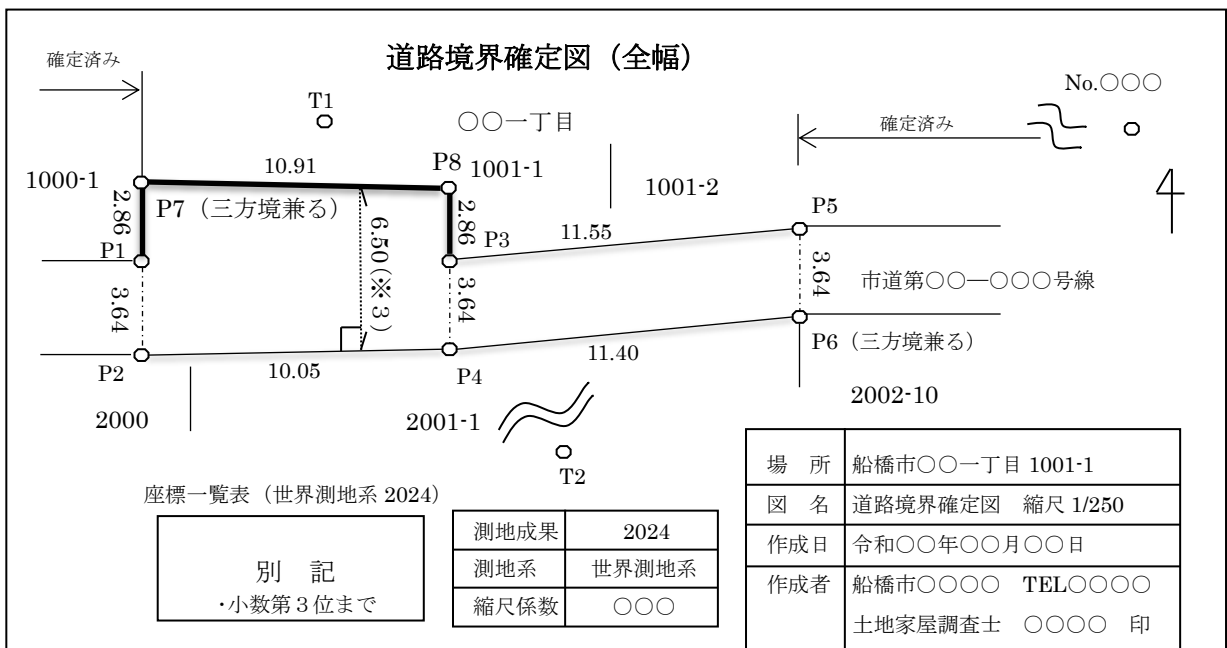 道路境界確定図（全幅）
確定済み
T1
○○一丁目
No.○○○
確定済み
1000-1
10.91
P8
1001-1
1001-2
2.86
P7（三方境兼る）
2.86
P1
6.50(※３)
P3
11.55
P5
3.64
3.64
3.64
市道第○○―○○○号線
P2
10.05
P4
11.40
P6（三方境兼る）
2000
2001-1
2002-10
T2
座標一覧表（世界測地系 2024）
別　記
・小数第３位まで
測地成果　2024
測地系　世界測地系
縮尺係数　○○○
場　所　船橋市○○一丁目 1001-1
図　名　道路境界確定図　縮尺 1/250
作成日　令和○○年○○月○○日
作成者　船橋市○○○○　TEL○○○○
土地家屋調査士　○○○○　印